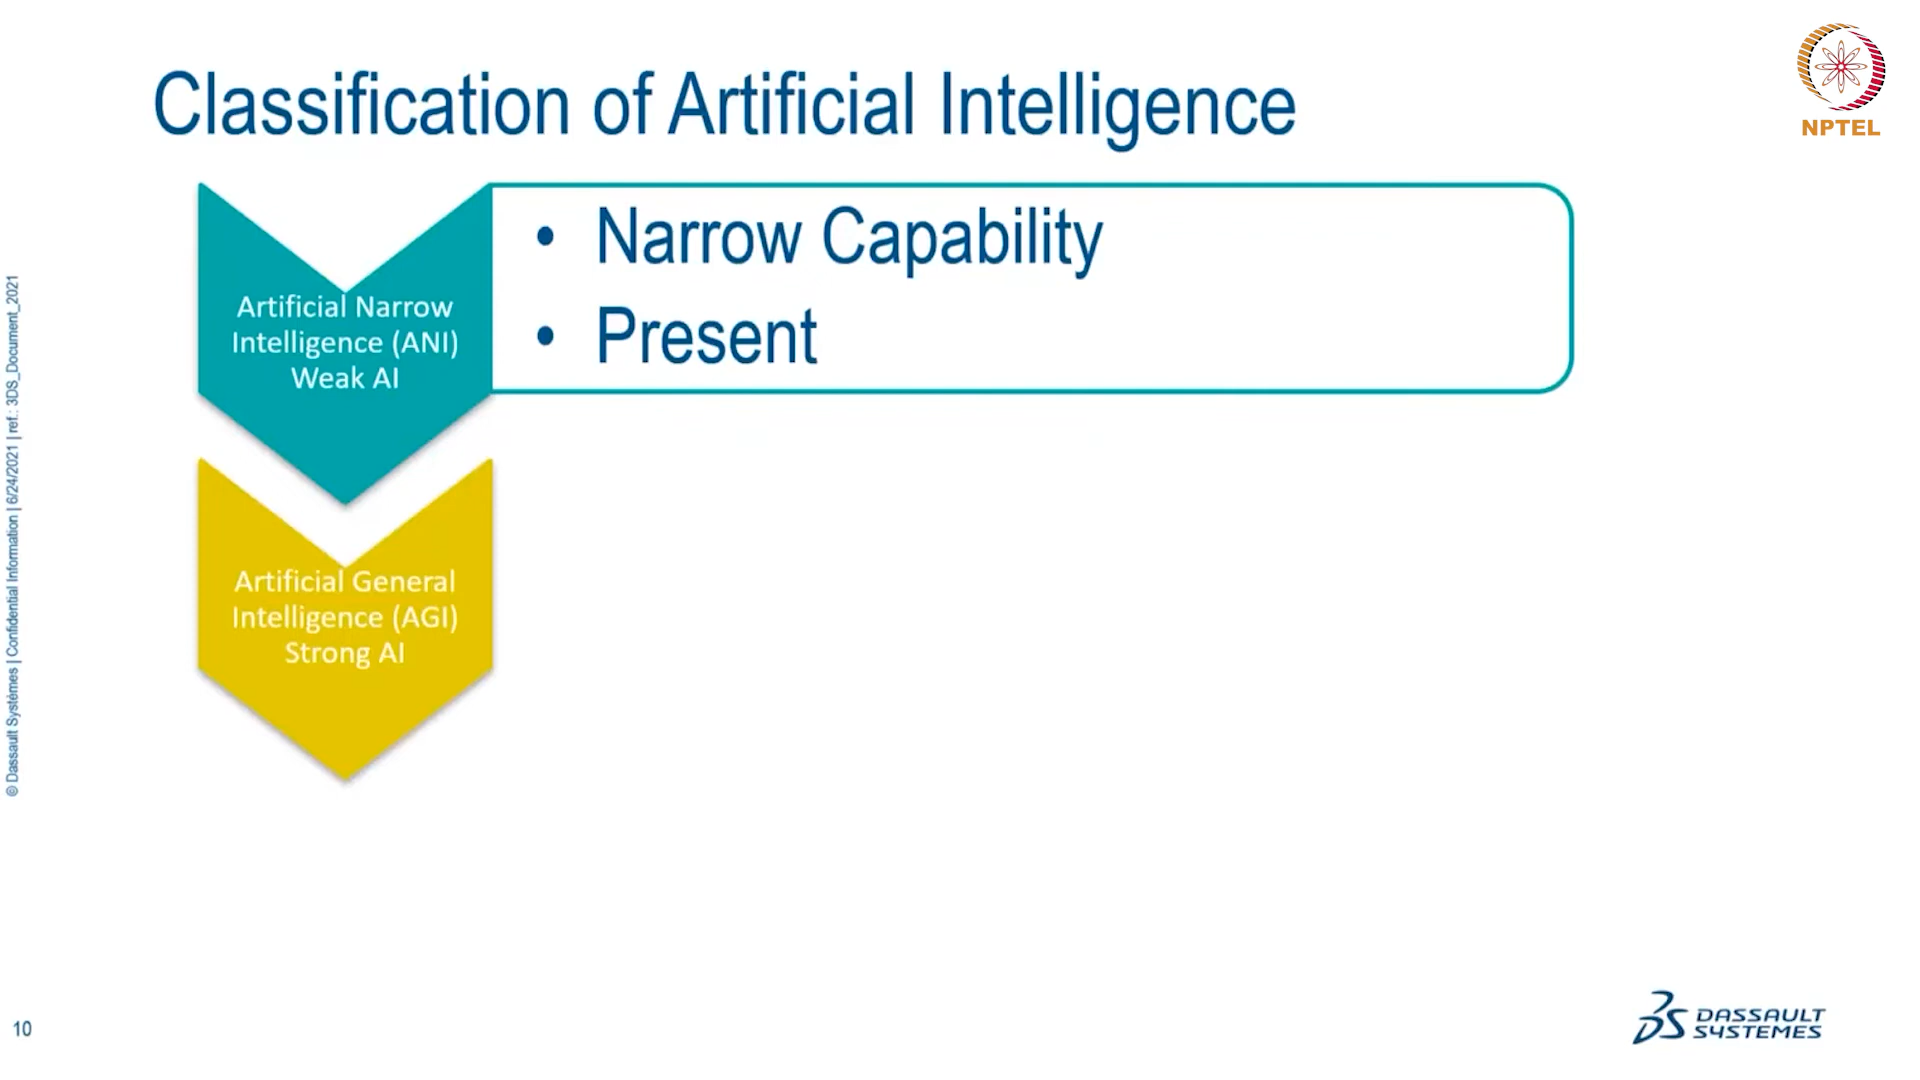 Classification of Artificial Intelligence
NPTEL
• Narrow Capability
• Present
Artificial Narrow
Intelligence (ANI)
Weak AI
Artificial General
Intelligence (AGI)
Strong AI
© Dassault Systèmes | Confidential Information | 6/24/2021 | ref.: 3DS_Document_2021
10
DASSAULT
SYSTEMES